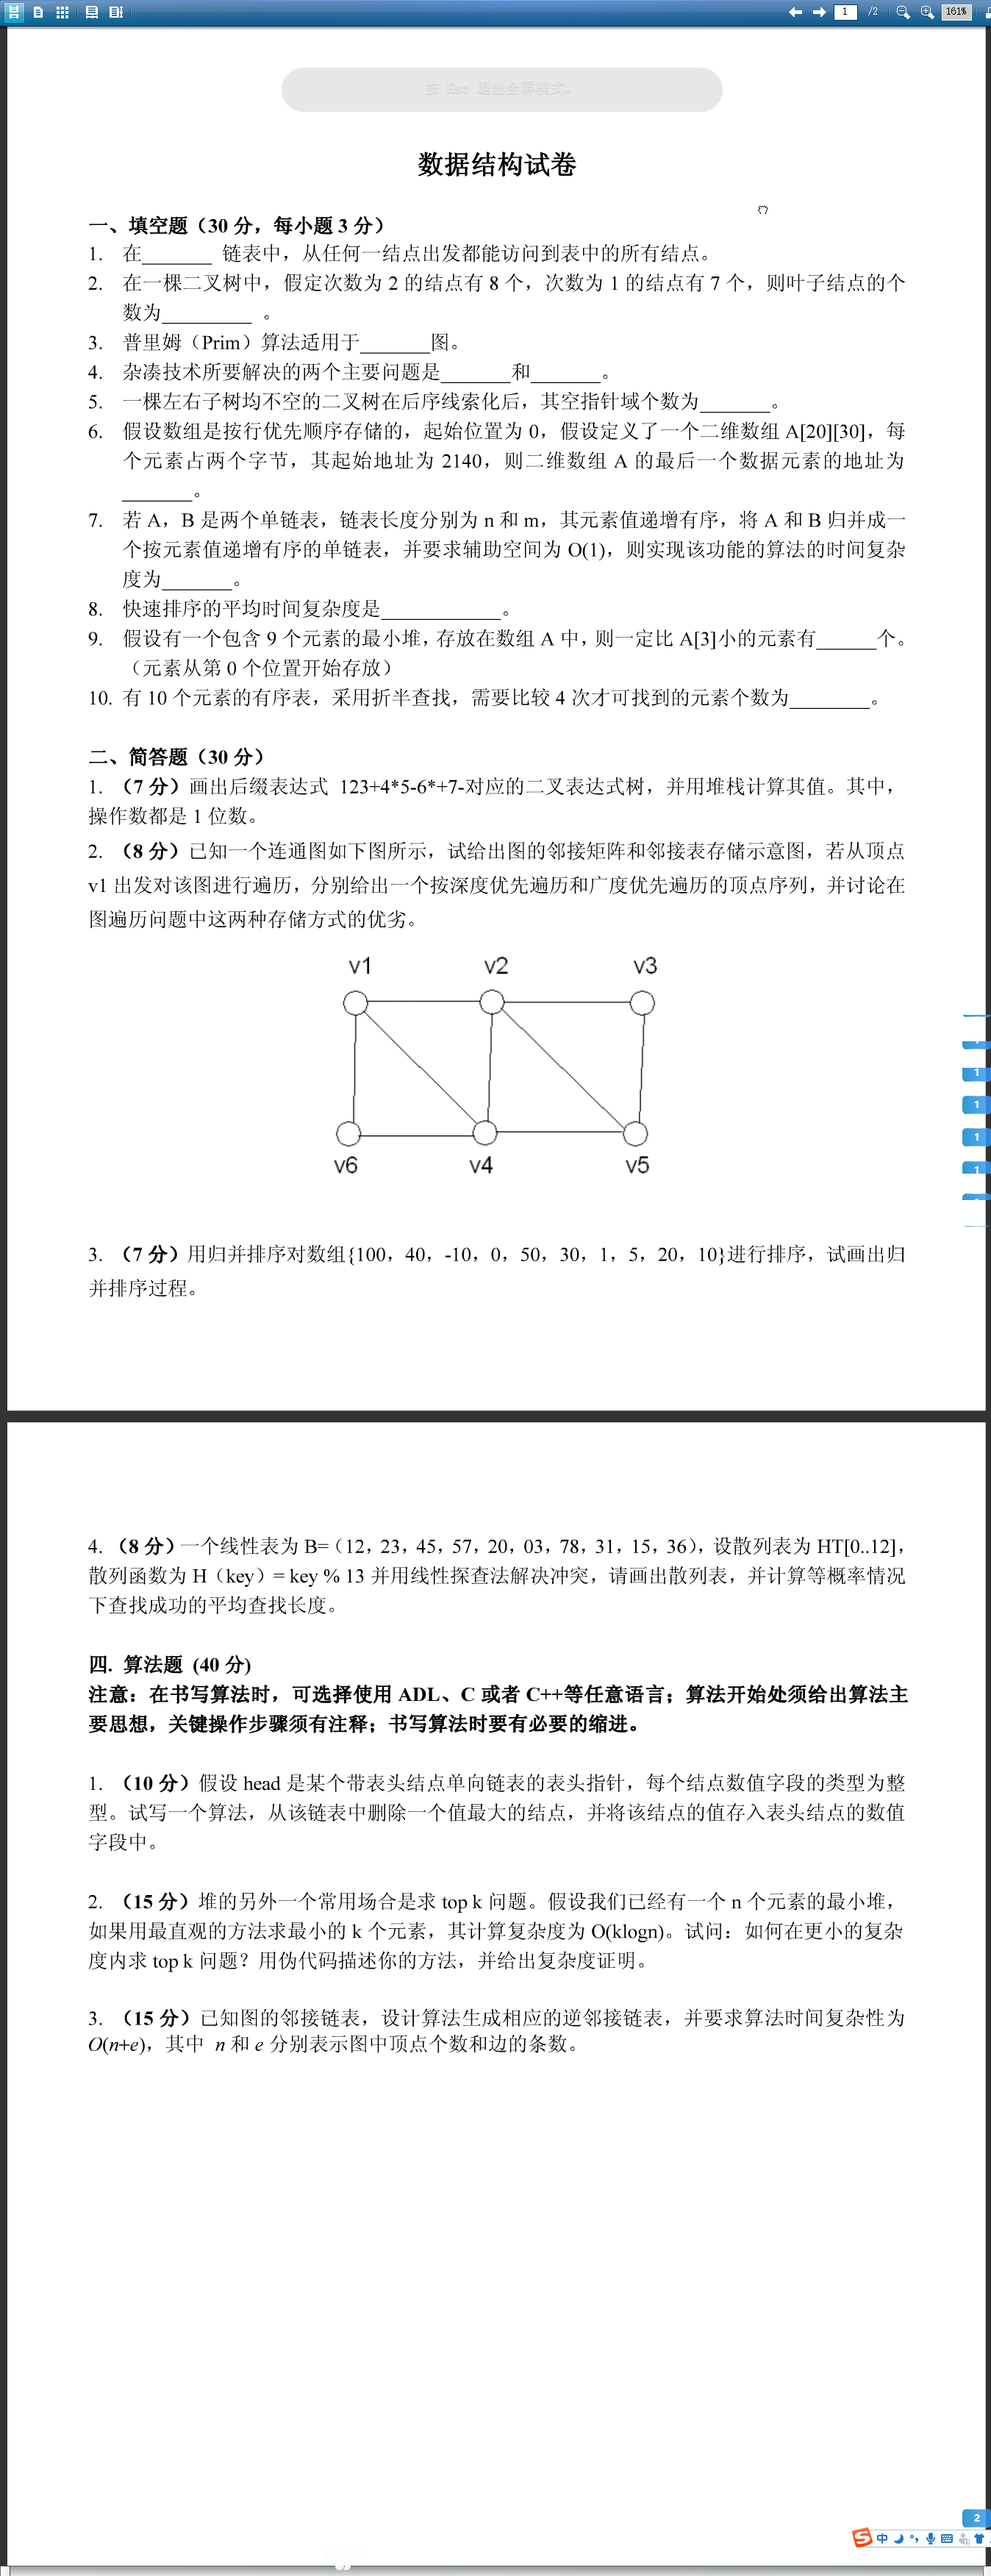 1 /2 161%
按 Esc 退出全屏模式。
数据结构试卷
一、填空题（30 分，每小题 3 分）
1. 在_______ 链表中，从任何一结点出发都能访问到表中的所有结点。
2. 在一棵二叉树中，假定次数为 2 的结点有 8 个，次数为 1 的结点有 7 个，则叶子结点的个
数为_________ 。
3. 普里姆（Prim）算法适用于_______图。
4. 杂凑技术所要解决的两个主要问题是_______和_______。
5. 一棵左右子树均不空的二叉树在后序线索化后，其空指针域个数为_______。
6. 假设数组是按行优先顺序存储的，起始位置为 0，假设定义了一个二维数组 A[20][30]，每
个元素占两个字节，其起始地址为 2140，则二维数组 A 的最后一个数据元素的地址为
_______。
7. 若 A，B 是两个单链表，链表长度分别为 n 和 m，其元素值递增有序，将 A 和 B 归并成一
个按元素值递增有序的单链表，并要求辅助空间为 O(1)，则实现该功能的算法的时间复杂
度为_______。
8. 快速排序的平均时间复杂度是____________。
9. 假设有一个包含 9 个元素的最小堆，存放在数组 A 中，则一定比 A[3]小的元素有______个。
（元素从第 0 个位置开始存放）
10. 有 10 个元素的有序表，采用折半查找，需要比较 4 次才可找到的元素个数为________。
二、简答题（30 分）
1. （7 分）画出后缀表达式 123+4*5-6*+7-对应的二叉表达式树，并用堆栈计算其值。其中，
操作数都是 1 位数。
2. （8 分）已知一个连通图如下图所示，试给出图的邻接矩阵和邻接表存储示意图，若从顶点
v1 出发对该图进行遍历，分别给出一个按深度优先遍历和广度优先遍历的顶点序列，并讨论在
图遍历问题中这两种存储方式的优劣。
v1 v2 v3
v6 v4 v5
1
1
1
1
3. （7 分）用归并排序对数组{100，40，-10，0，50，30，1，5，20，10}进行排序，试画出归
并排序过程。
4. （8 分）一个线性表为 B=（12，23，45，57，20，03，78，31，15，36），设散列表为 HT[0..12]，
散列函数为 H（key）= key % 13 并用线性探查法解决冲突，请画出散列表，并计算等概率情况
下查找成功的平均查找长度。
四. 算法题 (40 分)
注意：在书写算法时，可选择使用 ADL、C 或者 C++等任意语言；算法开始处须给出算法主
要思想，关键操作步骤须有注释；书写算法时要有必要的缩进。
1. （10 分）假设 head 是某个带表头结点单向链表的表头指针，每个结点数值字段的类型为整
型。试写一个算法，从该链表中删除一个值最大的结点，并将该结点的值存入表头结点的数值
字段中。
2. （15 分）堆的另外一个常用场合是求 top k 问题。假设我们已经有一个 n 个元素的最小堆，
如果用最直观的方法求最小的 k 个元素，其计算复杂度为 O(klogn)。试问：如何在更小的复杂
度内求 top k 问题？用伪代码描述你的方法，并给出复杂度证明。
3. （15 分）已知图的邻接链表，设计算法生成相应的逆邻接链表，并要求算法时间复杂性为
O(n+e)，其中 n 和 e 分别表示图中顶点个数和边的条数。
2
中